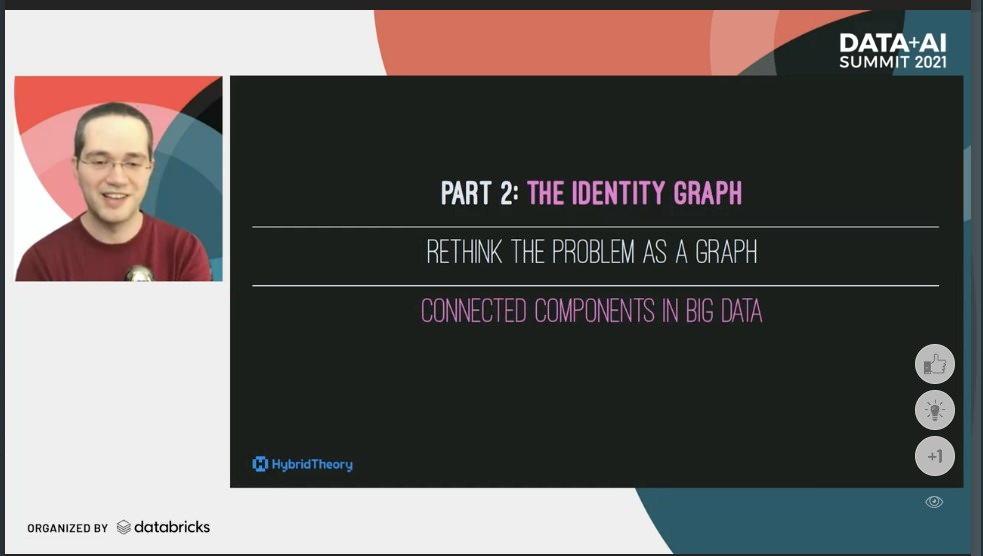 DATA+AI
SUMMIT 2021
PART 2: THE IDENTITY GRAPH
RETHINK THE PROBLEM AS A GRAPH
CONNECTED COMPONENTS IN BIG DATA
+1
HybridTheory
ORGANIZED BY databricks